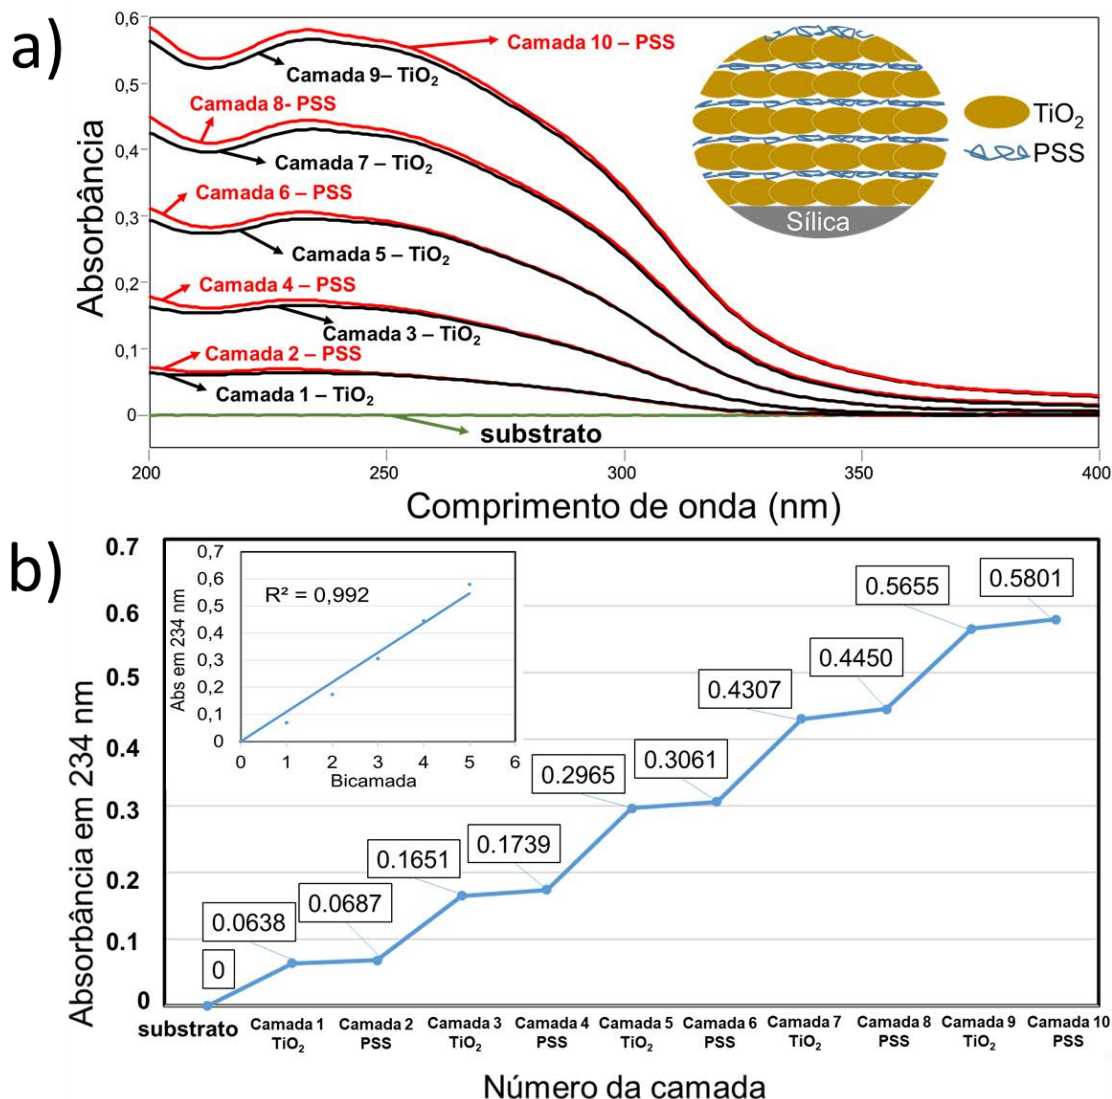 a)
Absorbância
0,6
0,5
0,4
0,3
0,2
0,1
0
Camada 10 – PSS
Camada 9– TiO₂
Camada 8- PSS
Camada 7 – TiO₂
Camada 6 – PSS
Camada 5 – TiO₂
Camada 4 – PSS
Camada 3 – TiO₂
Camada 2 – PSS
Camada 1 – TiO₂
substrato
TiO₂
PSS
Sílica
200
250
300
350
400
Comprimento de onda (nm)
b)
Absorbância em 234 nm
0.7
0.6
0.5
0.4
0.3
0.2
0.1
0
Abs em 234 nm
0,7
0,6
0,5
0,4
0,3
0,2
0,1
0
R² = 0,992
0 1 2 3 4 5 6
Bicamada
0
0.0638
0.0687
0.1651
0.1739
0.2965
0.3061
0.4307
0.4450
0.5655
0.5801
substrato
Camada 1
TiO₂
Camada 2
PSS
Camada 3
TiO₂
Camada 4
PSS
Camada 5
TiO₂
Camada 6
PSS
Camada 7
TiO₂
Camada 8
PSS
Camada 9
TiO₂
Camada 10
PSS
Número da camada